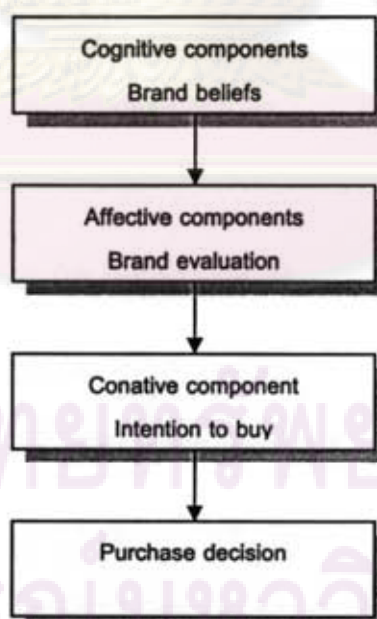 Cognitive components
Brand beliefs
Affective components
Brand evaluation
Conative component
Intention to buy
Purchase decision